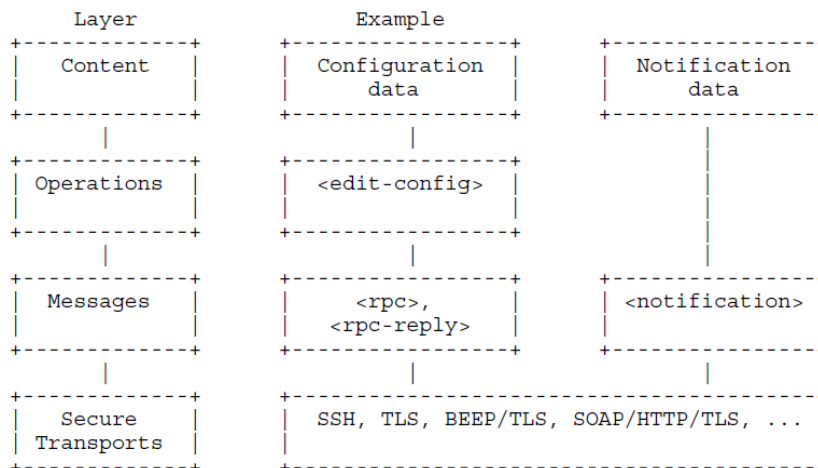 Layer Example
Content Configuration Notification
data data
Operations <edit-config>
Messages <rpc>, <notification>
<rpc-reply>
Secure SSH, TLS, BEEP/TLS, SOAP/HTTP/TLS, ...
Transports